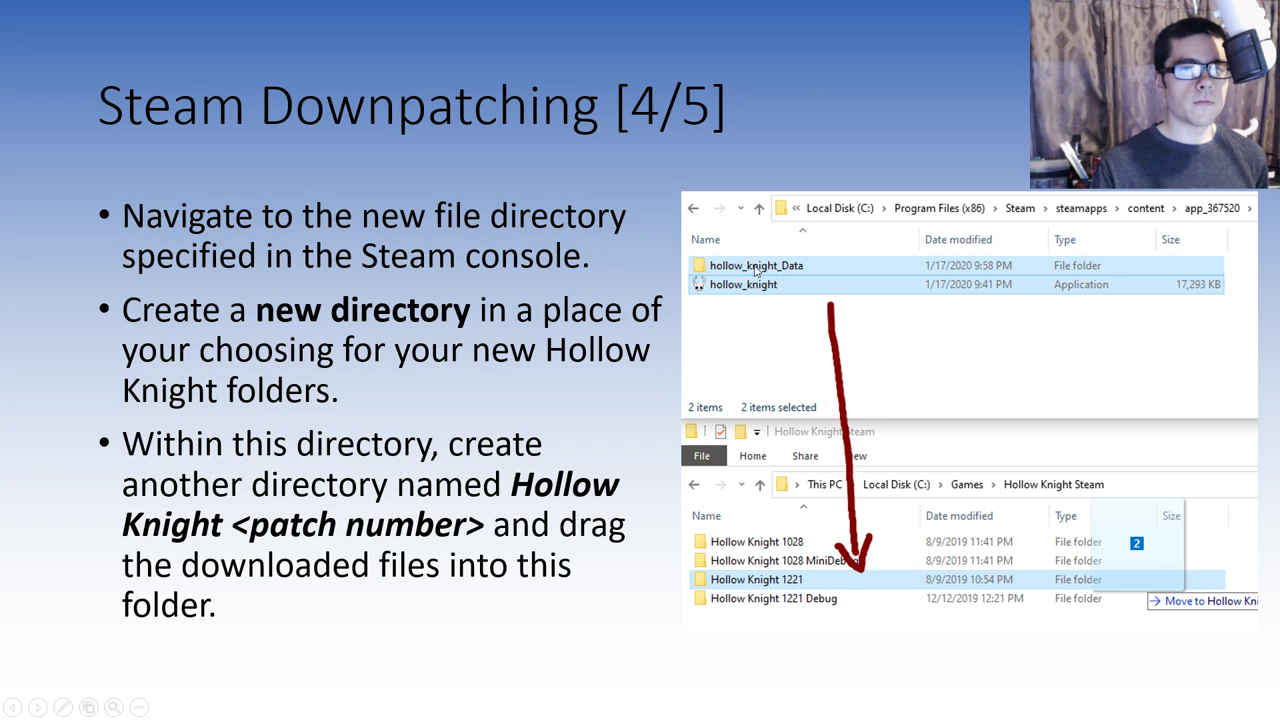 Steam Downpatching [4/5]
• Navigate to the new file directory
specified in the Steam console.
• Create a new directory in a place of
your choosing for your new Hollow
Knight folders.
• Within this directory, create
another directory named Hollow
Knight <patch number> and drag
the downloaded files into this
folder.
« Local Disk (C:) > Program Files (x86) > Steam > steamapps > content > app_367520 >
Name Date modified Type Size
hollow_knight_Data 1/17/2020 9:58 PM File folder
hollow_knight 1/17/2020 9:41 PM Application 17,293 KB
2 items 2 items selected
Hollow Knight Steam
File Home Share View
> This PC > Local Disk (C:) > Games > Hollow Knight Steam
Name Date modified Type Size
Hollow Knight 1028 8/9/2019 11:41 PM File folder
2
Hollow Knight 1028 MiniDebug 8/9/2019 11:41 PM File folder
Hollow Knight 1221 8/9/2019 10:54 PM File folder
Hollow Knight 1221 Debug 12/12/2019 12:21 PM File folder
Move to Hollow Kni